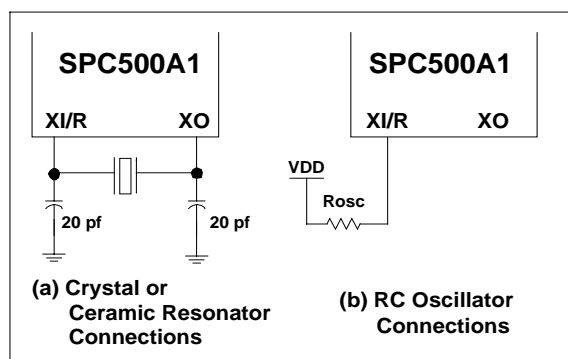 SPC500A1
XI/R XO
20 pf 20 pf
(a) Crystal or
Ceramic Resonator
Connections
SPC500A1
XI/R XO
VDD
Rosc
(b) RC Oscillator
Connections